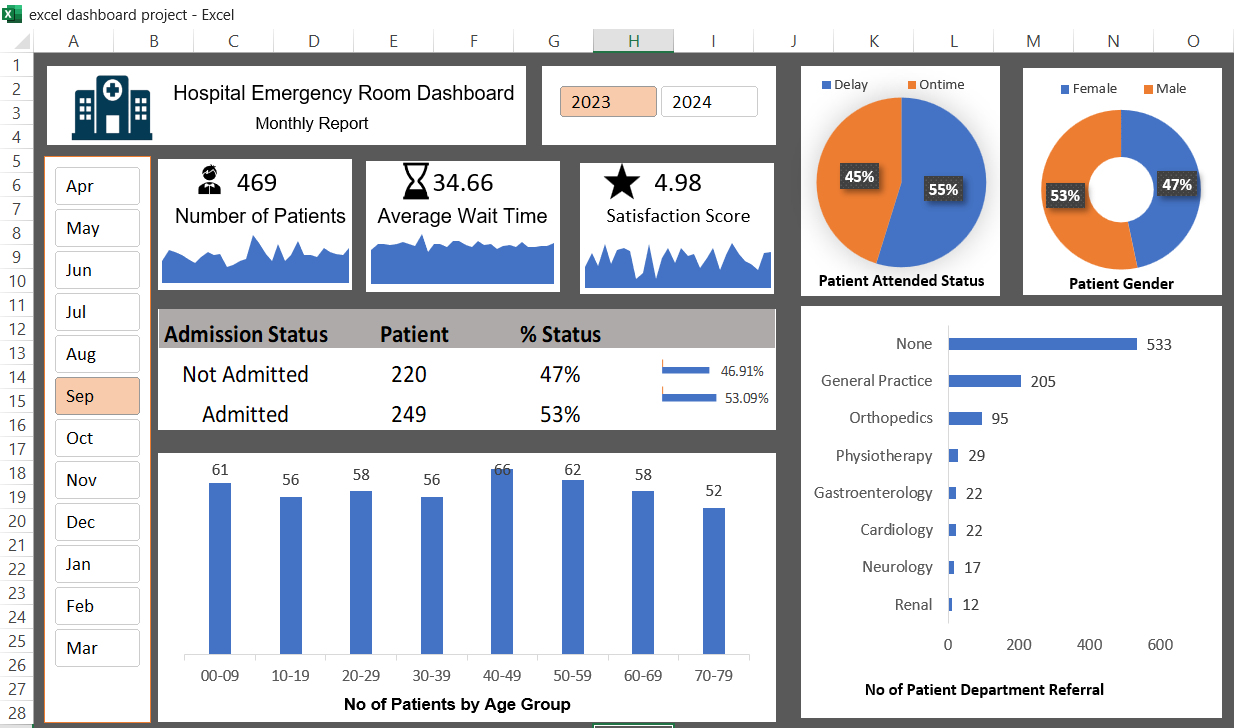 excel dashboard project - Excel
A B C D E F G H I J K L M N O
1
2
3
4
5
6
7
8
9
10
11
12
13
14
15
16
17
18
19
20
21
22
23
24
25
26
27
28
Hospital Emergency Room Dashboard
Monthly Report
2023 2024
Apr
May
Jun
Jul
Aug
Sep
Oct
Nov
Dec
Jan
Feb
Mar
469
Number of Patients
34.66
Average Wait Time
4.98
Satisfaction Score
Delay Ontime
45% 55%
Patient Attended Status
Female Male
53% 47%
Patient Gender
Admission Status Patient % Status
Not Admitted 220 47% 46.91%
Admitted 249 53% 53.09%
61 56 58 56 66 62 58 52
00-09 10-19 20-29 30-39 40-49 50-59 60-69 70-79
No of Patients by Age Group
None 533
General Practice 205
Orthopedics 95
Physiotherapy 29
Gastroenterology 22
Cardiology 22
Neurology 17
Renal 12
0 200 400 600
No of Patient Department Referral